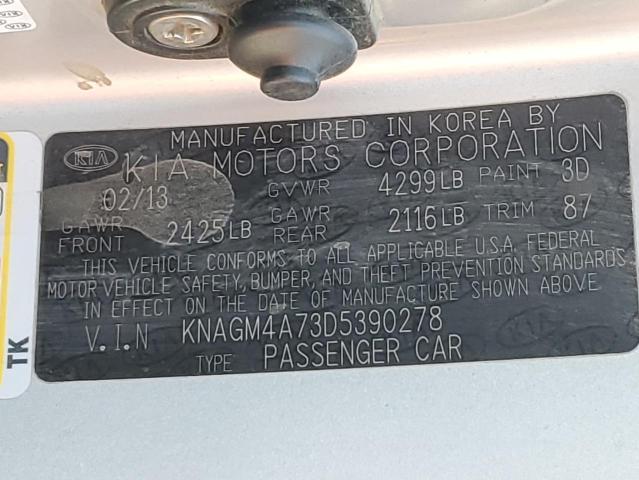 MANUFACTURED IN KOREA BY
KIA KIA MOTORS CORPORATION
02/13 GVWR 4299LB PAINT 3D
GAWR FRONT 2425LB GAWR REAR 2116LB TRIM 87
THIS VEHICLE CONFORMS TO ALL APPLICABLE U.S.A. FEDERAL
MOTOR VEHICLE SAFETY, BUMPER, AND THEFT PREVENTION STANDARDS
IN EFFECT ON THE DATE OF MANUFACTURE SHOWN ABOVE
V.I.N KNAGM4A73D5390278
TYPE PASSENGER CAR
TK